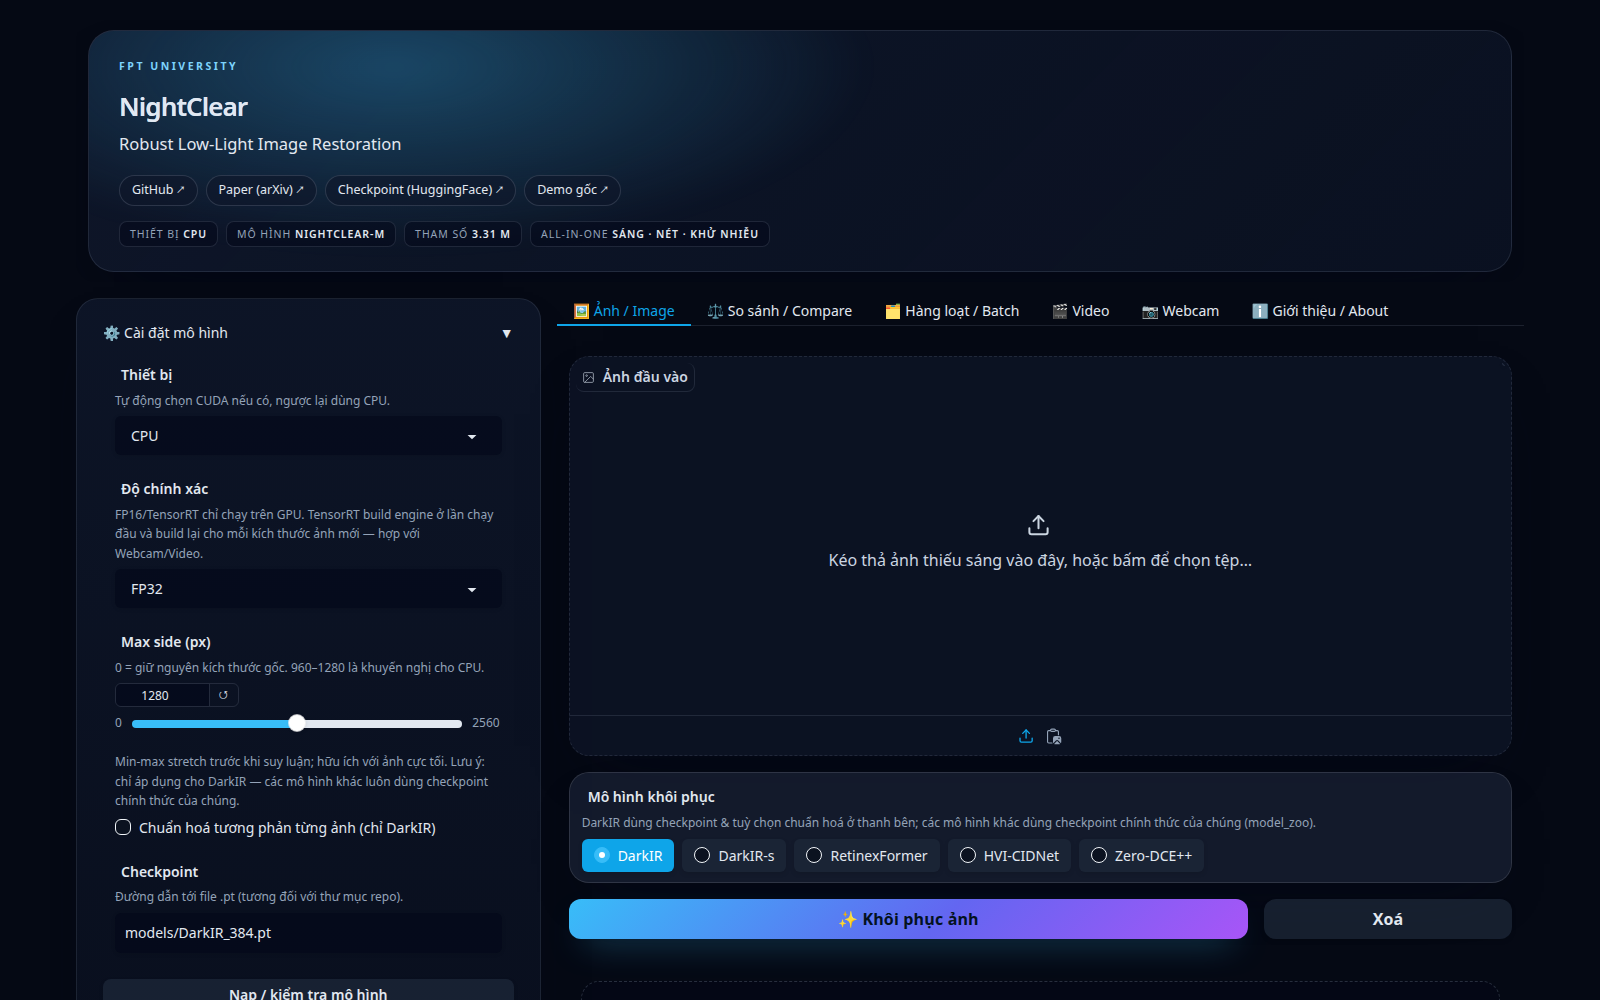 FPT UNIVERSITY
NightClear
Robust Low-Light Image Restoration
GitHub ↗ Paper (arXiv) ↗ Checkpoint (HuggingFace) ↗ Demo gốc ↗
THIẾT BỊ CPU MÔ HÌNH NIGHTCLEAR-M THAM SỐ 3.31 M ALL-IN-ONE SÁNG · NÉT · KHỬ NHIỄU
⚙️ Cài đặt mô hình ▼
Thiết bị
Tự động chọn CUDA nếu có, ngược lại dùng CPU.
CPU
Độ chính xác
FP16/TensorRT chỉ chạy trên GPU. TensorRT build engine ở lần chạy
đầu và build lại cho mỗi kích thước ảnh mới — hợp với
Webcam/Video.
FP32
Max side (px)
0 = giữ nguyên kích thước gốc. 960–1280 là khuyến nghị cho CPU.
1280 ↺
0 2560
Min-max stretch trước khi suy luận; hữu ích với ảnh cực tối. Lưu ý:
chỉ áp dụng cho DarkIR — các mô hình khác luôn dùng checkpoint
chính thức của chúng.
Chuẩn hoá tương phản từng ảnh (chỉ DarkIR)
Checkpoint
Đường dẫn tới file .pt (tương đối với thư mục repo).
models/DarkIR_384.pt
Nạp / kiểm tra mô hình
🖼️ Ảnh / Image ⚖️ So sánh / Compare 🗂️ Hàng loạt / Batch 🎬 Video 📷 Webcam ℹ️ Giới thiệu / About
Ảnh đầu vào
Kéo thả ảnh thiếu sáng vào đây, hoặc bấm để chọn tệp...
Mô hình khôi phục
DarkIR dùng checkpoint & tuỳ chọn chuẩn hoá ở thanh bên; các mô hình khác dùng checkpoint chính thức của chúng (model_zoo).
DarkIR DarkIR-s RetinexFormer HVI-CIDNet Zero-DCE++
✨ Khôi phục ảnh Xoá